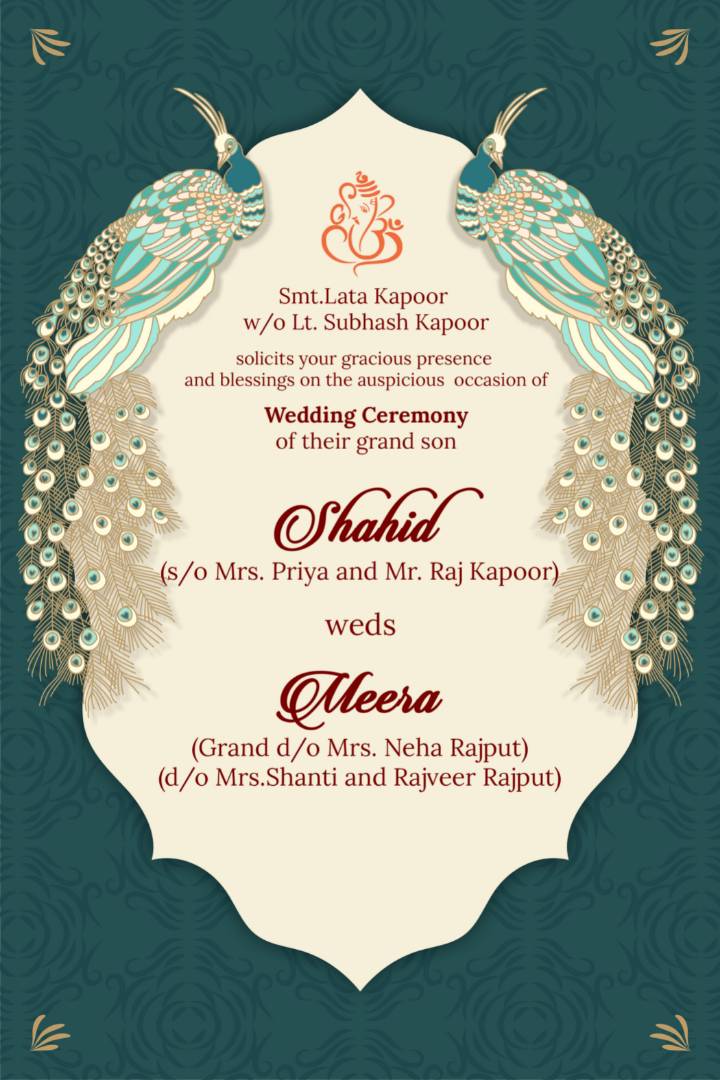 Smt.Lata Kapoor
w/o Lt. Subhash Kapoor
solicits your gracious presence
and blessings on the auspicious occasion of
Wedding Ceremony
of their grand son
Shahid
(s/o Mrs. Priya and Mr. Raj Kapoor)
weds
Meera
(Grand d/o Mrs. Neha Rajput)
(d/o Mrs.Shanti and Rajveer Rajput)